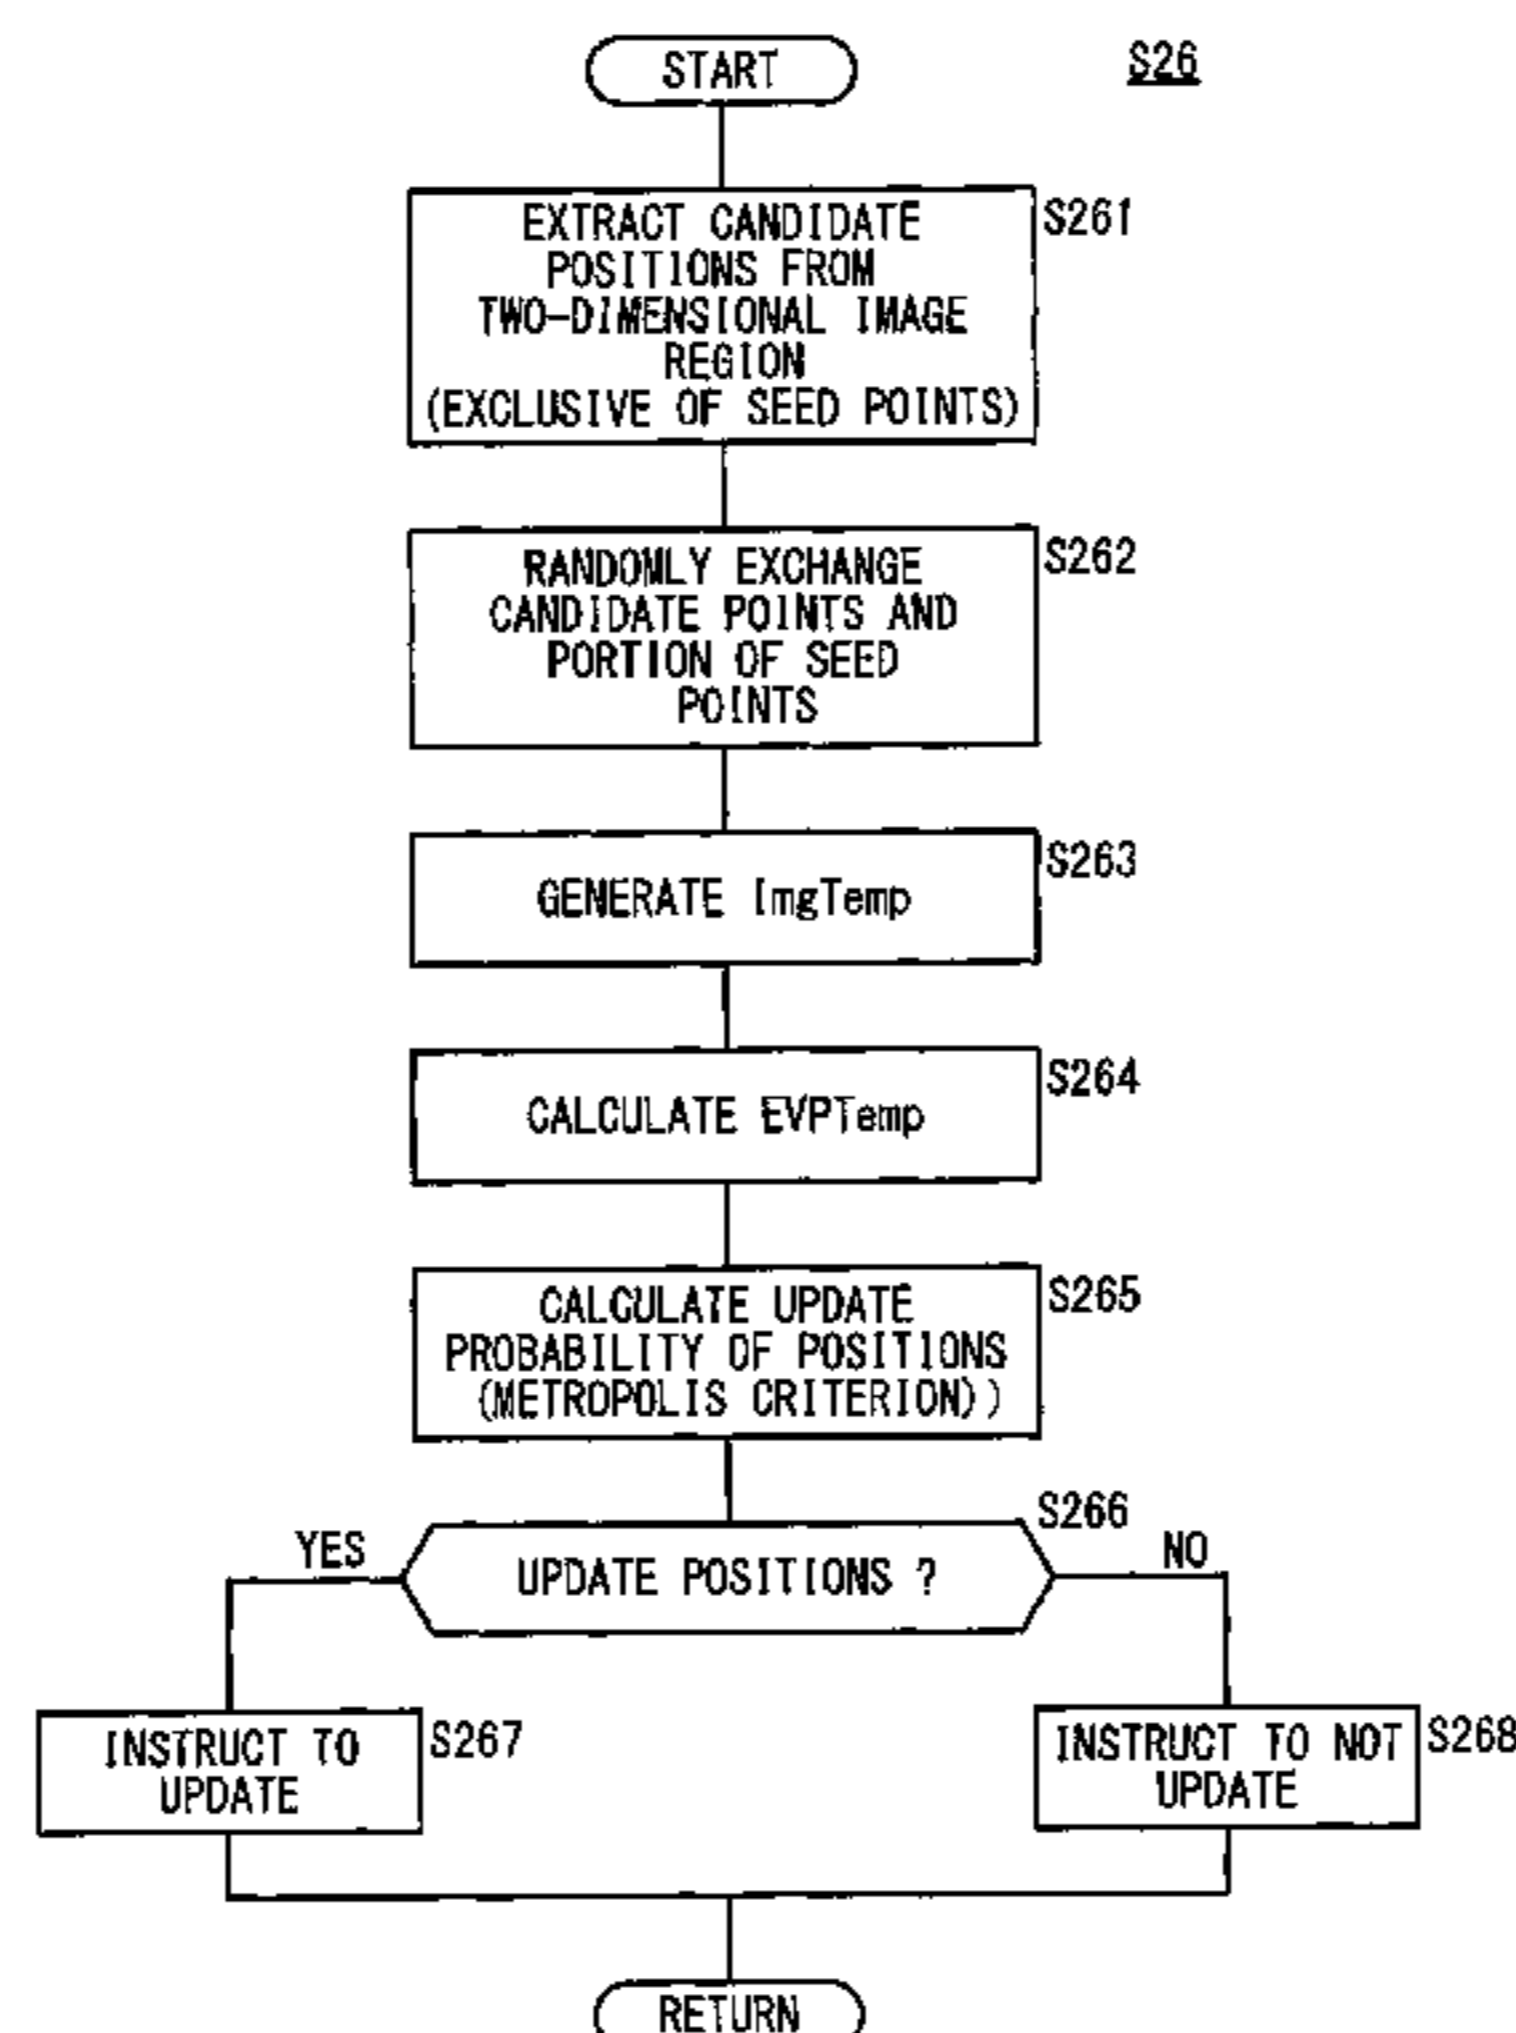 START
S26
EXTRACT CANDIDATE
POSITIONS FROM
TWO-DIMENSIONAL IMAGE
REGION
(EXCLUSIVE OF SEED POINTS)
S261
RANDOMLY EXCHANGE
CANDIDATE POINTS AND
PORTION OF SEED
POINTS
S262
GENERATE ImgTemp
S263
CALCULATE EVPTemp
S264
CALCULATE UPDATE
PROBABILITY OF POSITIONS
(METROPOLIS CRITERION))
S265
UPDATE POSITIONS ?
S266
YES
NO
INSTRUCT TO
UPDATE
S267
INSTRUCT TO NOT
UPDATE
S268
RETURN